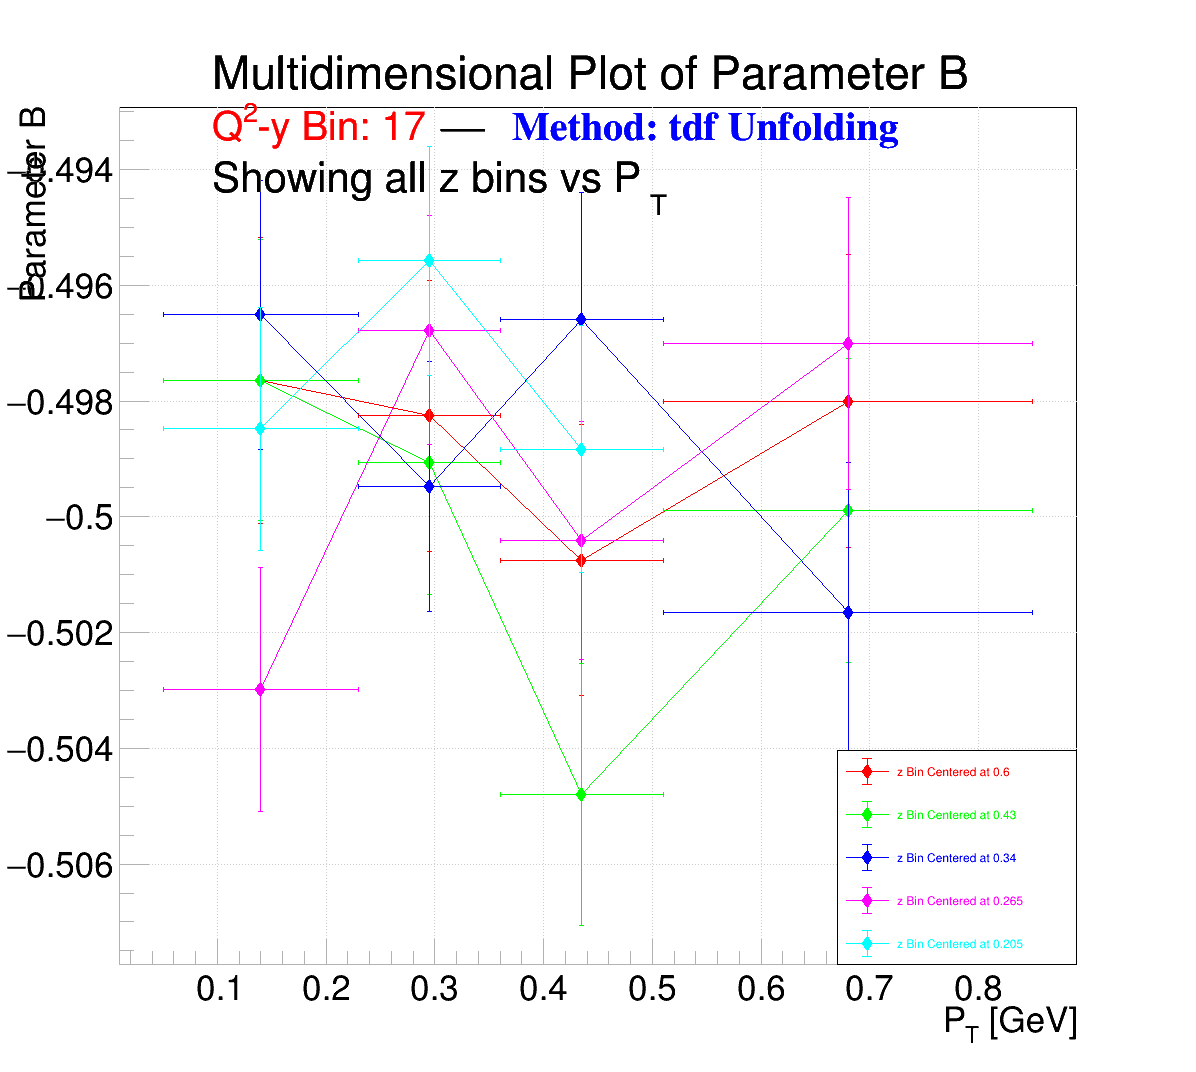 Multidimensional Plot of Parameter B
Q2-y Bin: 17 — Method: tdf Unfolding
Showing all z bins vs PT
Parameter B
−0.494
−0.496
−0.498
−0.5
−0.502
−0.504
−0.506
z Bin Centered at 0.6
z Bin Centered at 0.43
z Bin Centered at 0.34
z Bin Centered at 0.265
z Bin Centered at 0.205
0.1 0.2 0.3 0.4 0.5 0.6 0.7 0.8
PT [GeV]